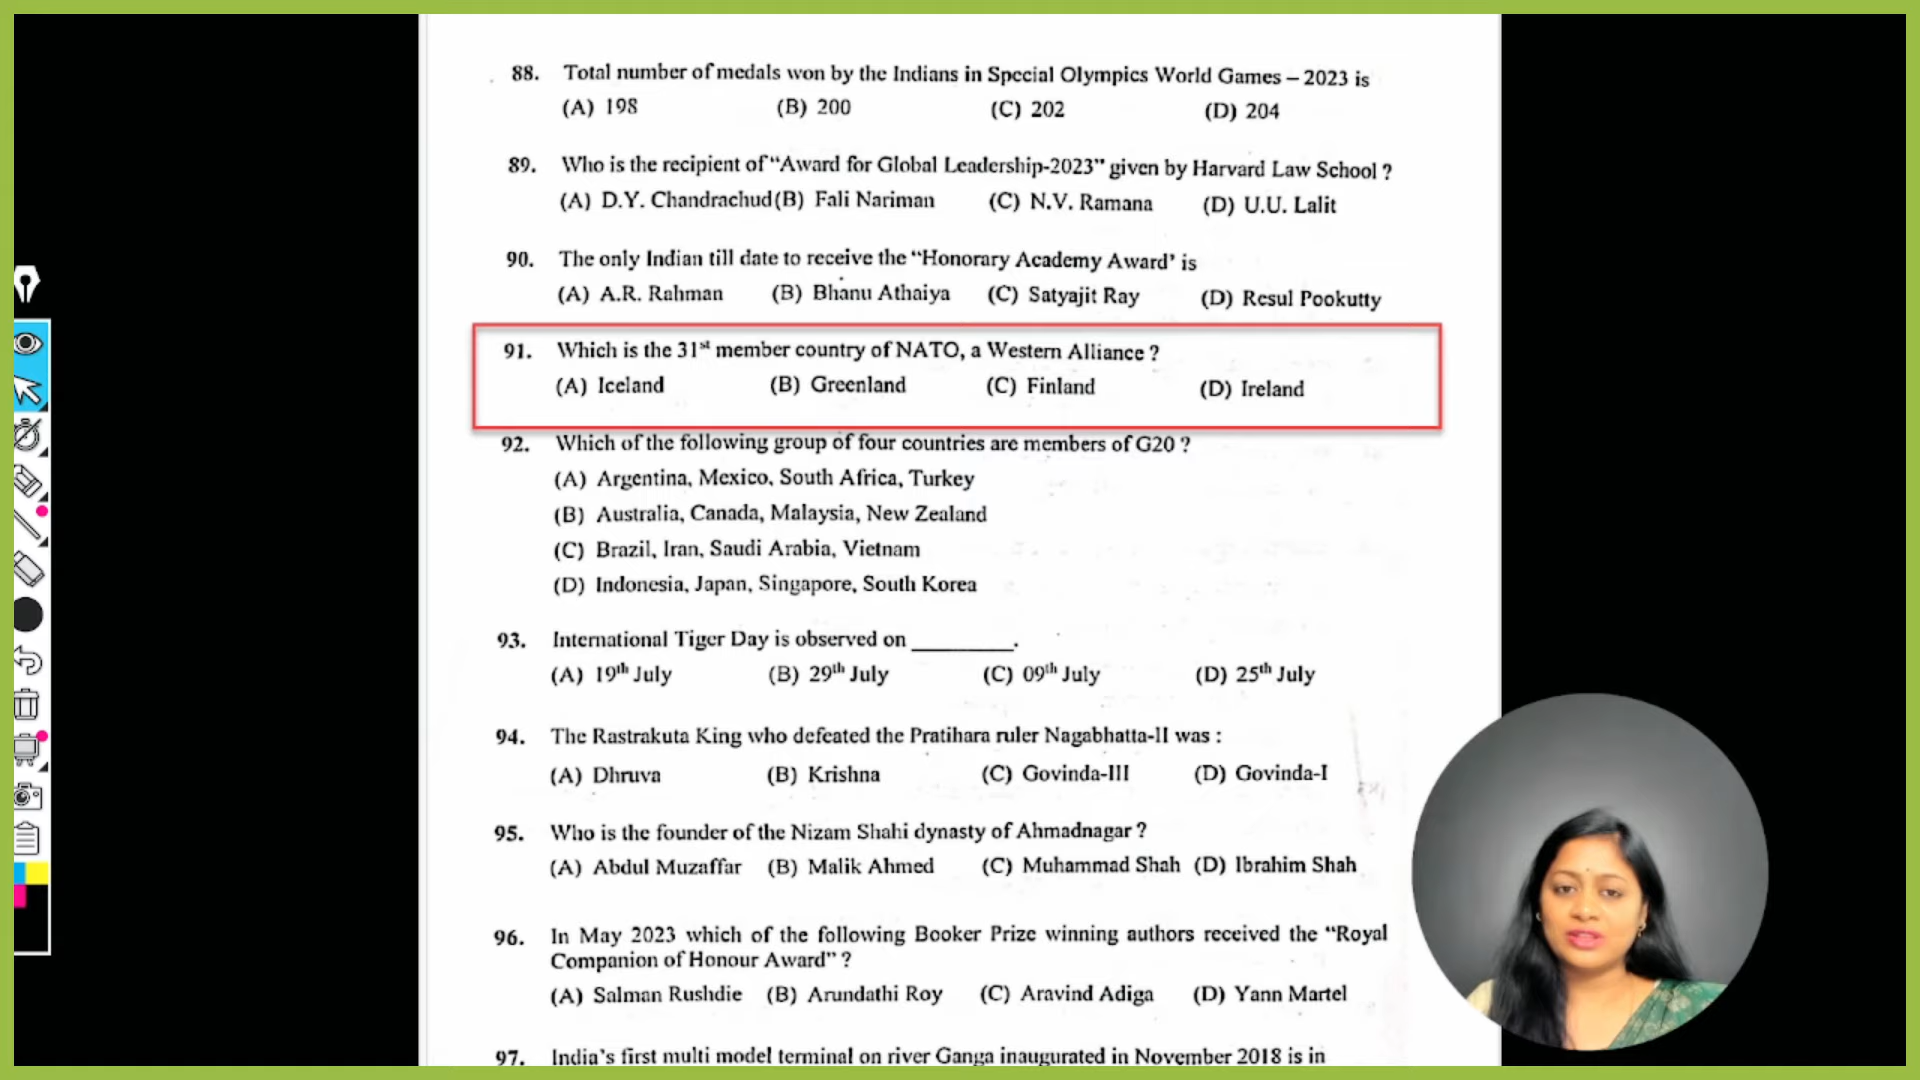 88. Total number of medals won by the Indians in Special Olympics World Games – 2023 is
(A) 198 (B) 200 (C) 202 (D) 204
89. Who is the recipient of "Award for Global Leadership-2023" given by Harvard Law School ?
(A) D.Y. Chandrachud (B) Fali Nariman (C) N.V. Ramana (D) U.U. Lalit
90. The only Indian till date to receive the "Honorary Academy Award' is
(A) A.R. Rahman (B) Bhanu Athaiya (C) Satyajit Ray (D) Resul Pookutty
91. Which is the 31st member country of NATO, a Western Alliance ?
(A) Iceland (B) Greenland (C) Finland (D) Ireland
92. Which of the following group of four countries are members of G20 ?
(A) Argentina, Mexico, South Africa, Turkey
(B) Australia, Canada, Malaysia, New Zealand
(C) Brazil, Iran, Saudi Arabia, Vietnam
(D) Indonesia, Japan, Singapore, South Korea
93. International Tiger Day is observed on _________.
(A) 19th July (B) 29th July (C) 09th July (D) 25th July
94. The Rastrakuta King who defeated the Pratihara ruler Nagabhatta-II was :
(A) Dhruva (B) Krishna (C) Govinda-III (D) Govinda-I
95. Who is the founder of the Nizam Shahi dynasty of Ahmadnagar ?
(A) Abdul Muzaffar (B) Malik Ahmed (C) Muhammad Shah (D) Ibrahim Shah
96. In May 2023 which of the following Booker Prize winning authors received the "Royal
Companion of Honour Award" ?
(A) Salman Rushdie (B) Arundathi Roy (C) Aravind Adiga (D) Yann Martel
97. India's first multi model terminal on river Ganga inaugurated in November 2018 is in